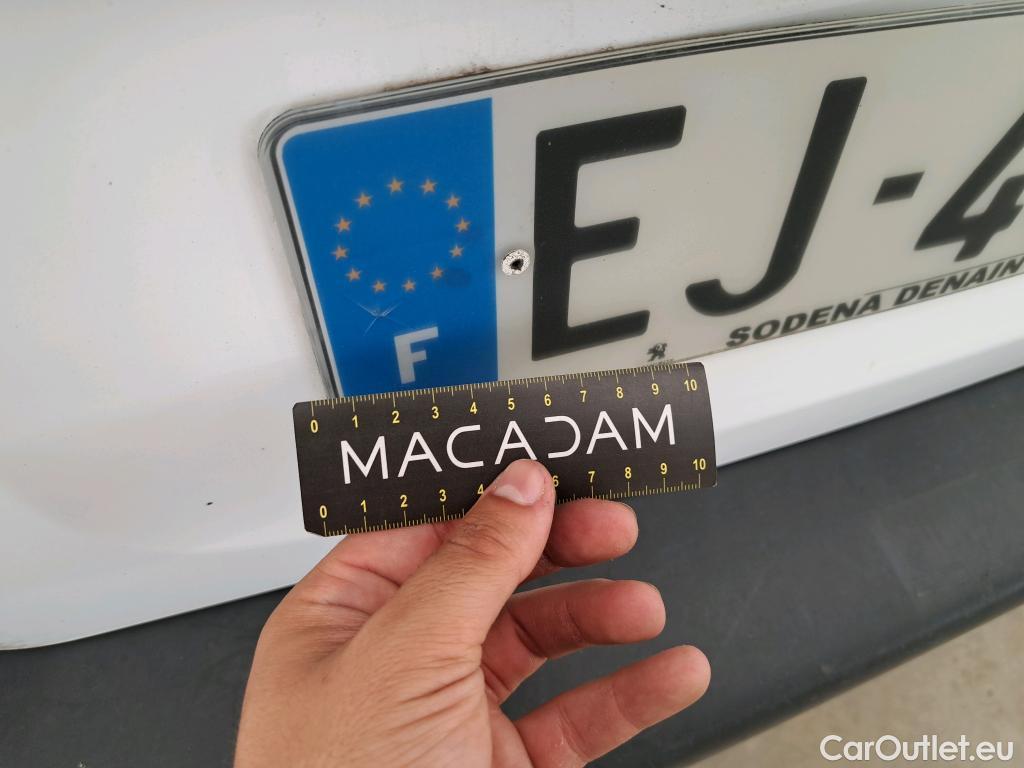 F
EJ-4
SODENA DENAIN
0 1 2 3 4 5 6 7 8 9 10
MACADAM
0 1 2 3 4 6 7 8 9 10
CarOutlet.eu